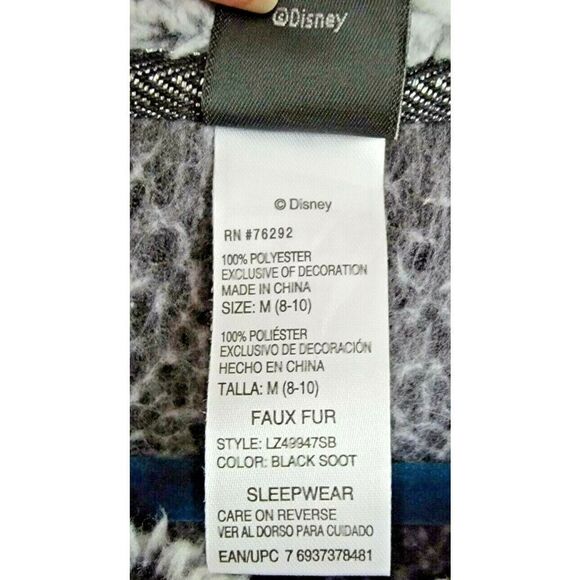 ©Disney
© Disney
RN #76292
100% POLYESTER
EXCLUSIVE OF DECORATION
MADE IN CHINA
SIZE: M (8-10)
100% POLIÉSTER
EXCLUSIVO DE DECORACIÓN
HECHO EN CHINA
TALLA: M (8-10)
FAUX FUR
STYLE: LZ49947SB
COLOR: BLACK SOOT
SLEEPWEAR
CARE ON REVERSE
VER AL DORSO PARA CUIDADO
EAN/UPC 7 6937378481